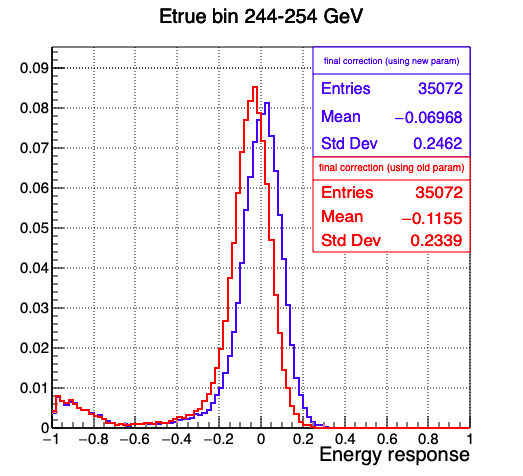 Etrue bin 244-254 GeV
final correction (using new param)
Entries 35072
Mean −0.06968
Std Dev 0.2462
final correction (using old param)
Entries 35072
Mean −0.1155
Std Dev 0.2339
0.09
0.08
0.07
0.06
0.05
0.04
0.03
0.02
0.01
0
−1 −0.8 −0.6 −0.4 −0.2 0 0.2 0.4 0.6 0.8 1
Energy response